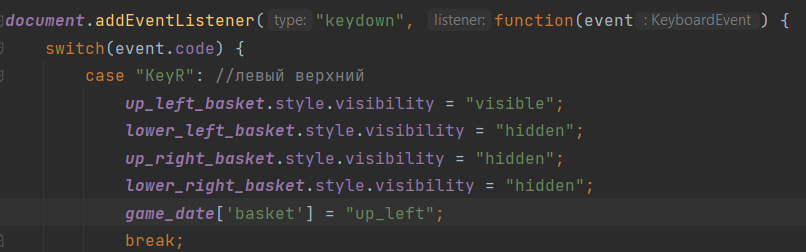 document.addEventListener( type: "keydown", listener: function(event : KeyboardEvent ) {
switch(event.code) {
case "KeyR": //левый верхний
up_left_basket.style.visibility = "visible";
lower_left_basket.style.visibility = "hidden";
up_right_basket.style.visibility = "hidden";
lower_right_basket.style.visibility = "hidden";
game_date['basket'] = "up_left";
break;